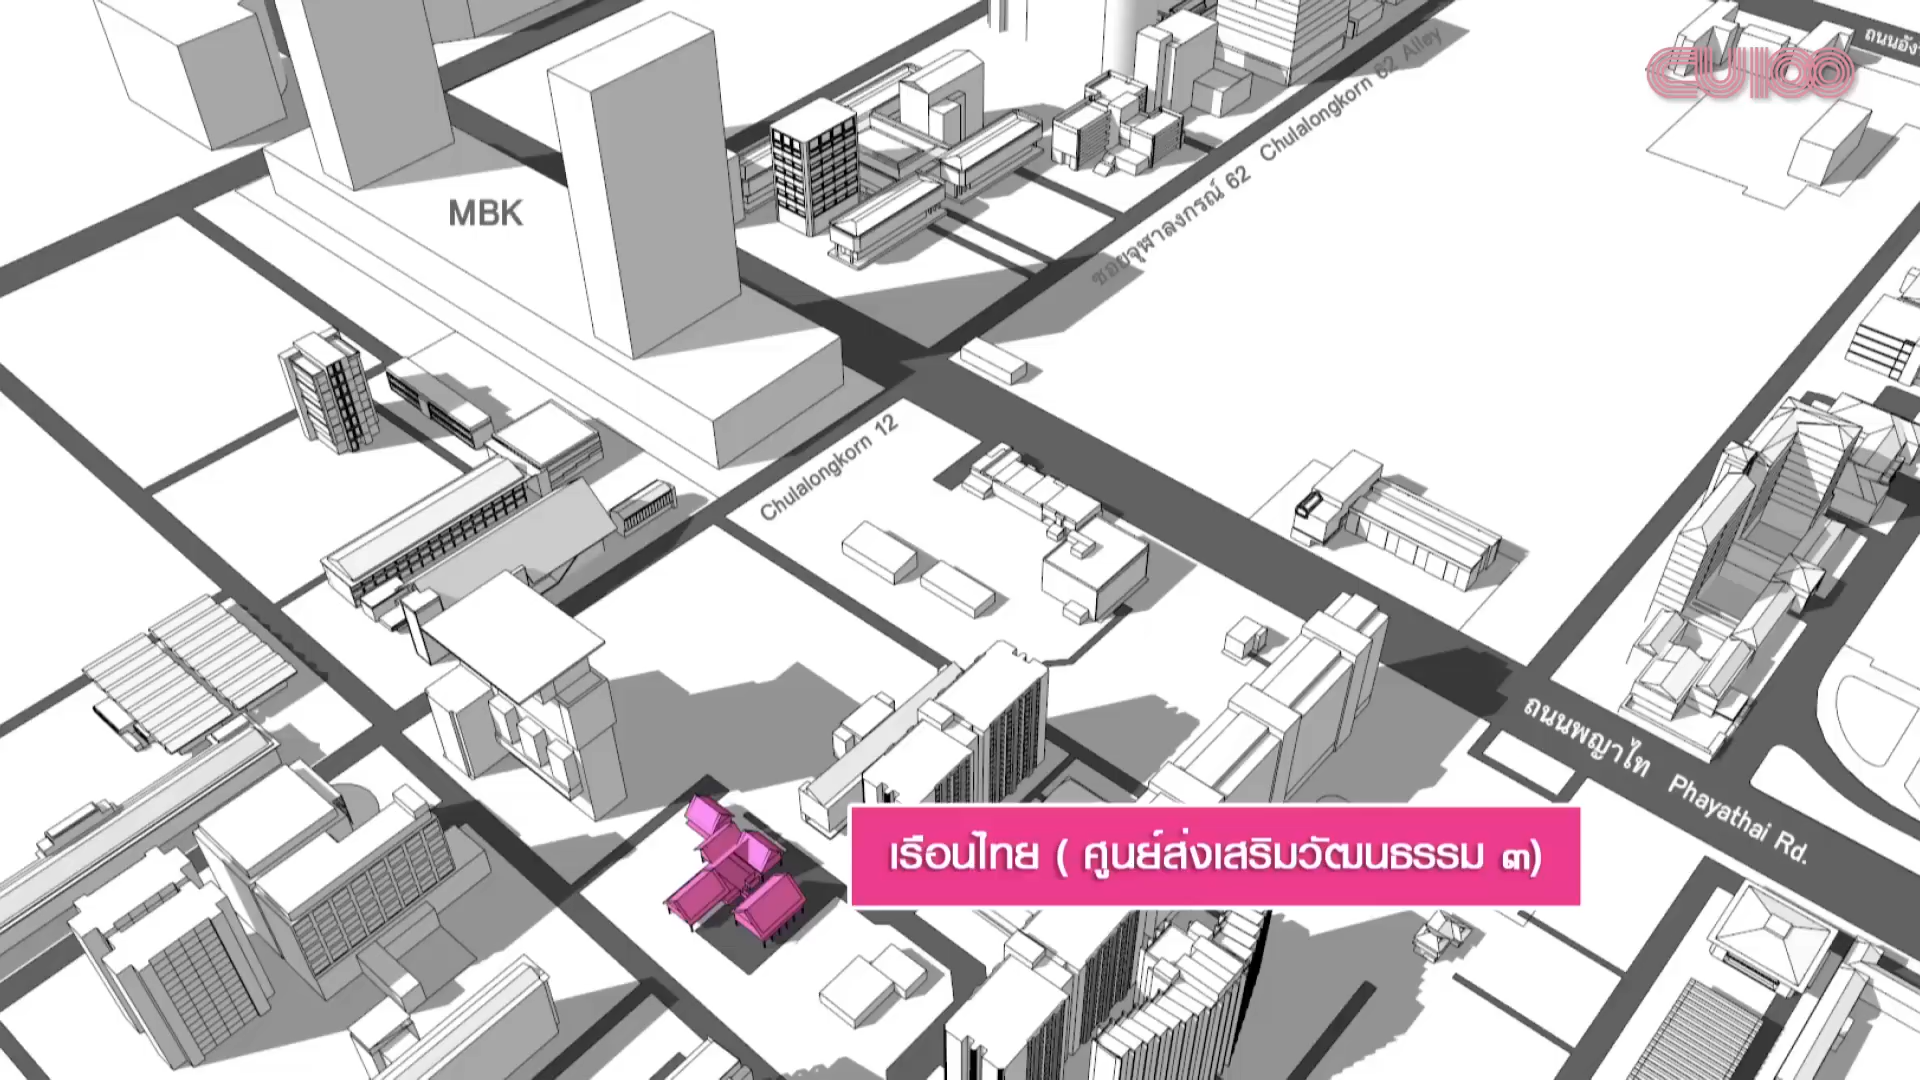 ถนนอัง
CU100
MBK
ซอยจุฬาลงกรณ์ 62 Chulalongkorn 62 Alley
Chulalongkorn 12
ถนนพญาไท Phayathai Rd.
เรือนไทย ( ศูนย์ส่งเสริมวัฒนธรรม ๓)